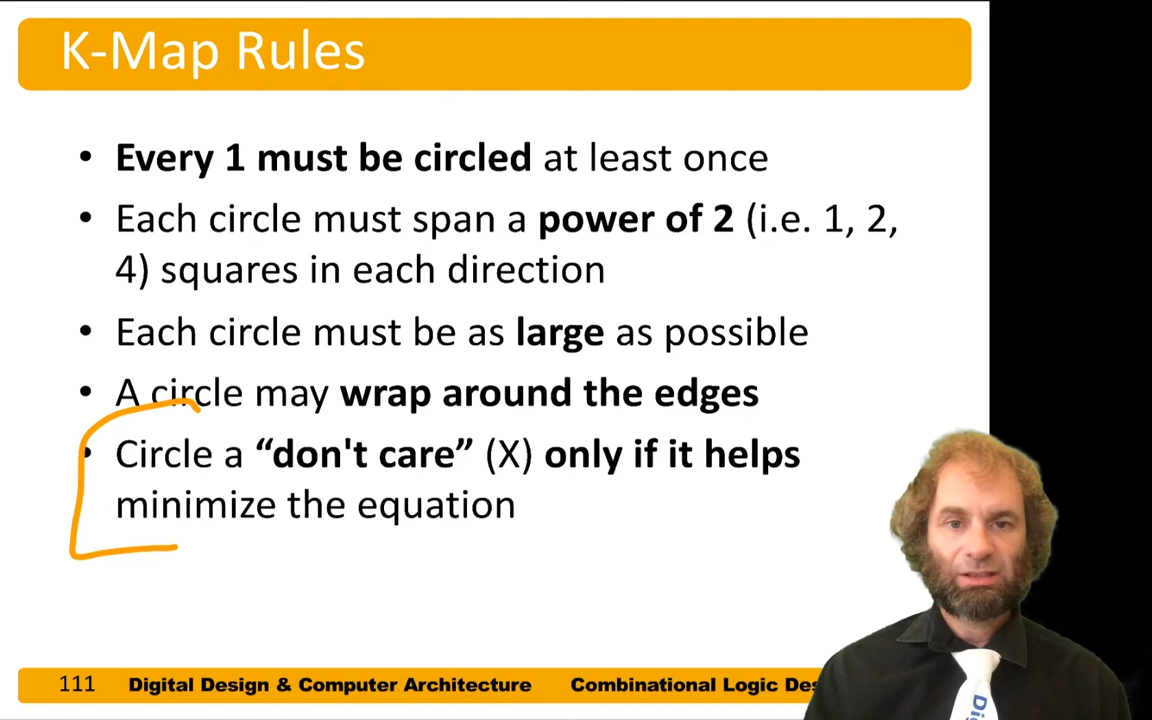 K-Map Rules
• Every 1 must be circled at least once
• Each circle must span a power of 2 (i.e. 1, 2,
4) squares in each direction
• Each circle must be as large as possible
• A circle may wrap around the edges
• Circle a “don't care” (X) only if it helps
minimize the equation
111 Digital Design & Computer Architecture Combinational Logic